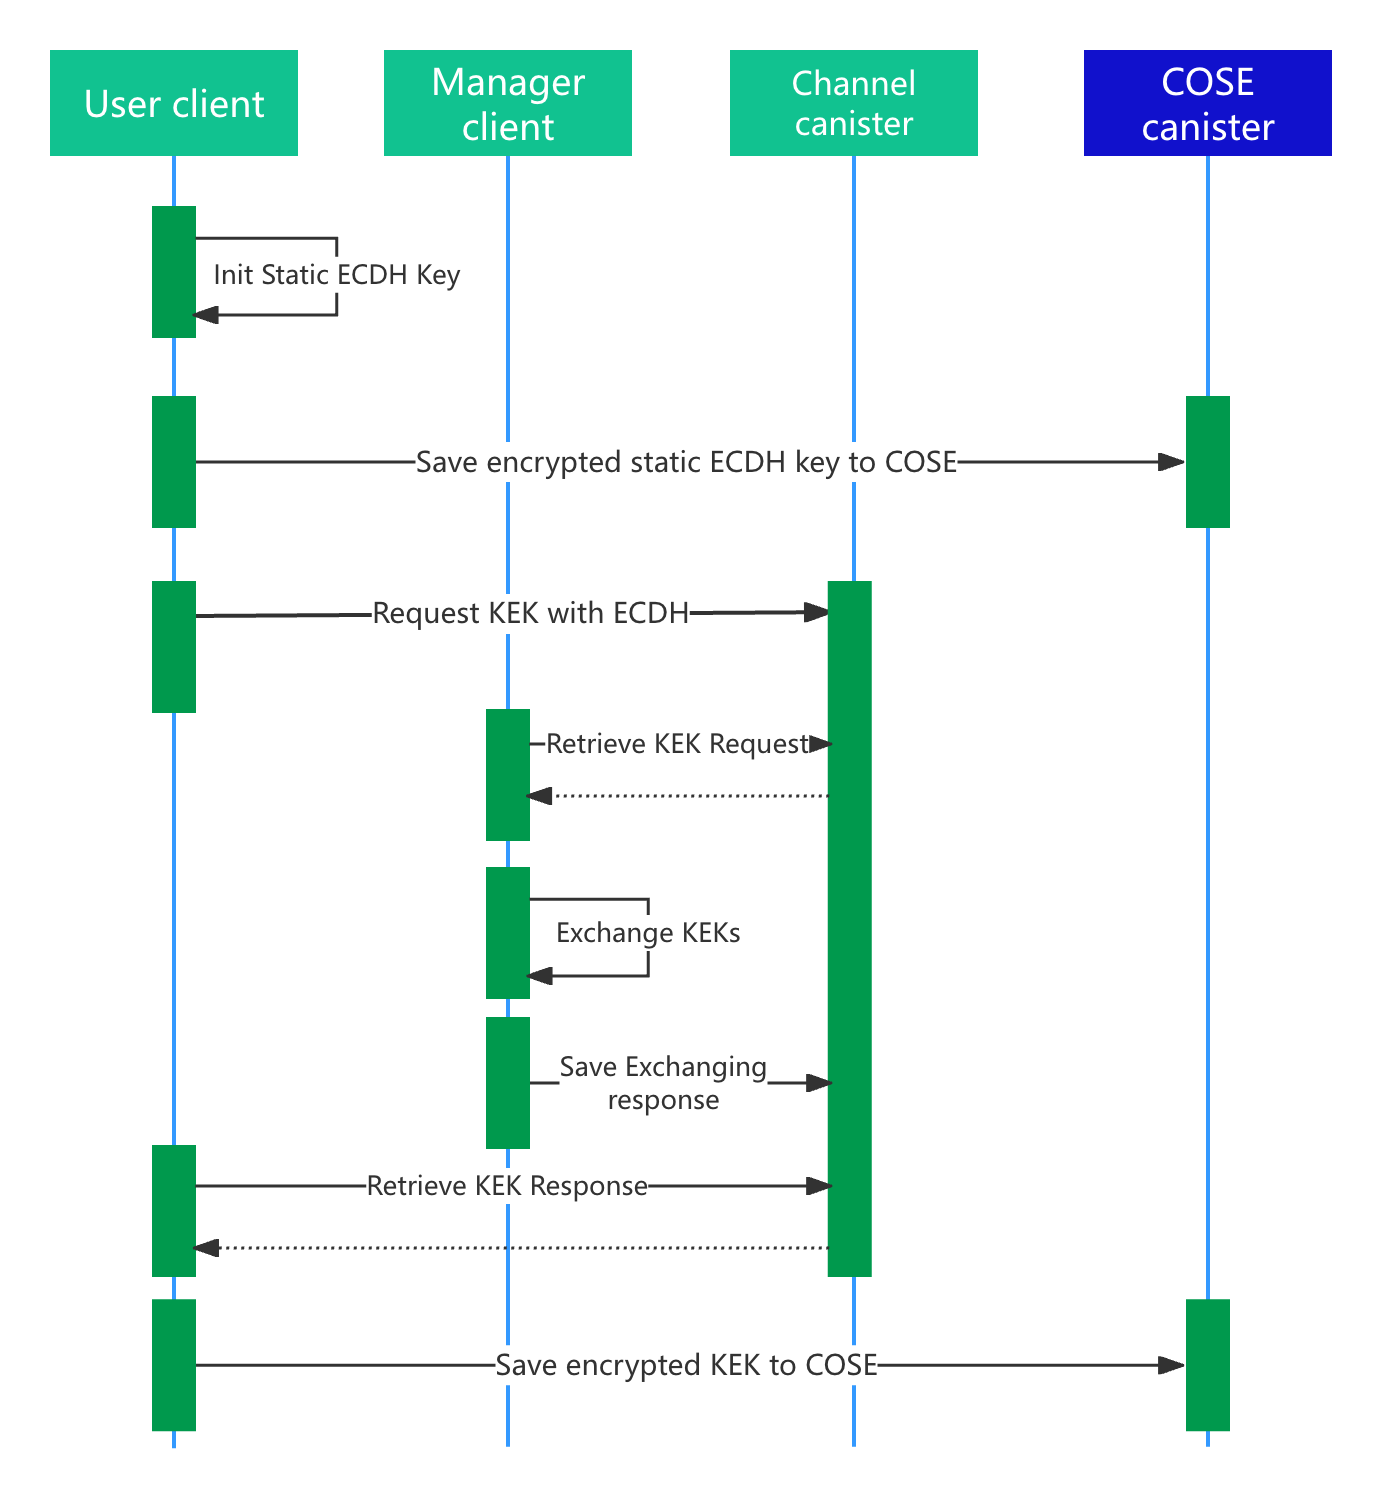 User client
Manager
client
Channel
canister
COSE
canister
Init Static ECDH Key
Save encrypted static ECDH key to COSE
Request KEK with ECDH
Retrieve KEK Request
Exchange KEKs
Save Exchanging
response
Retrieve KEK Response
Save encrypted KEK to COSE